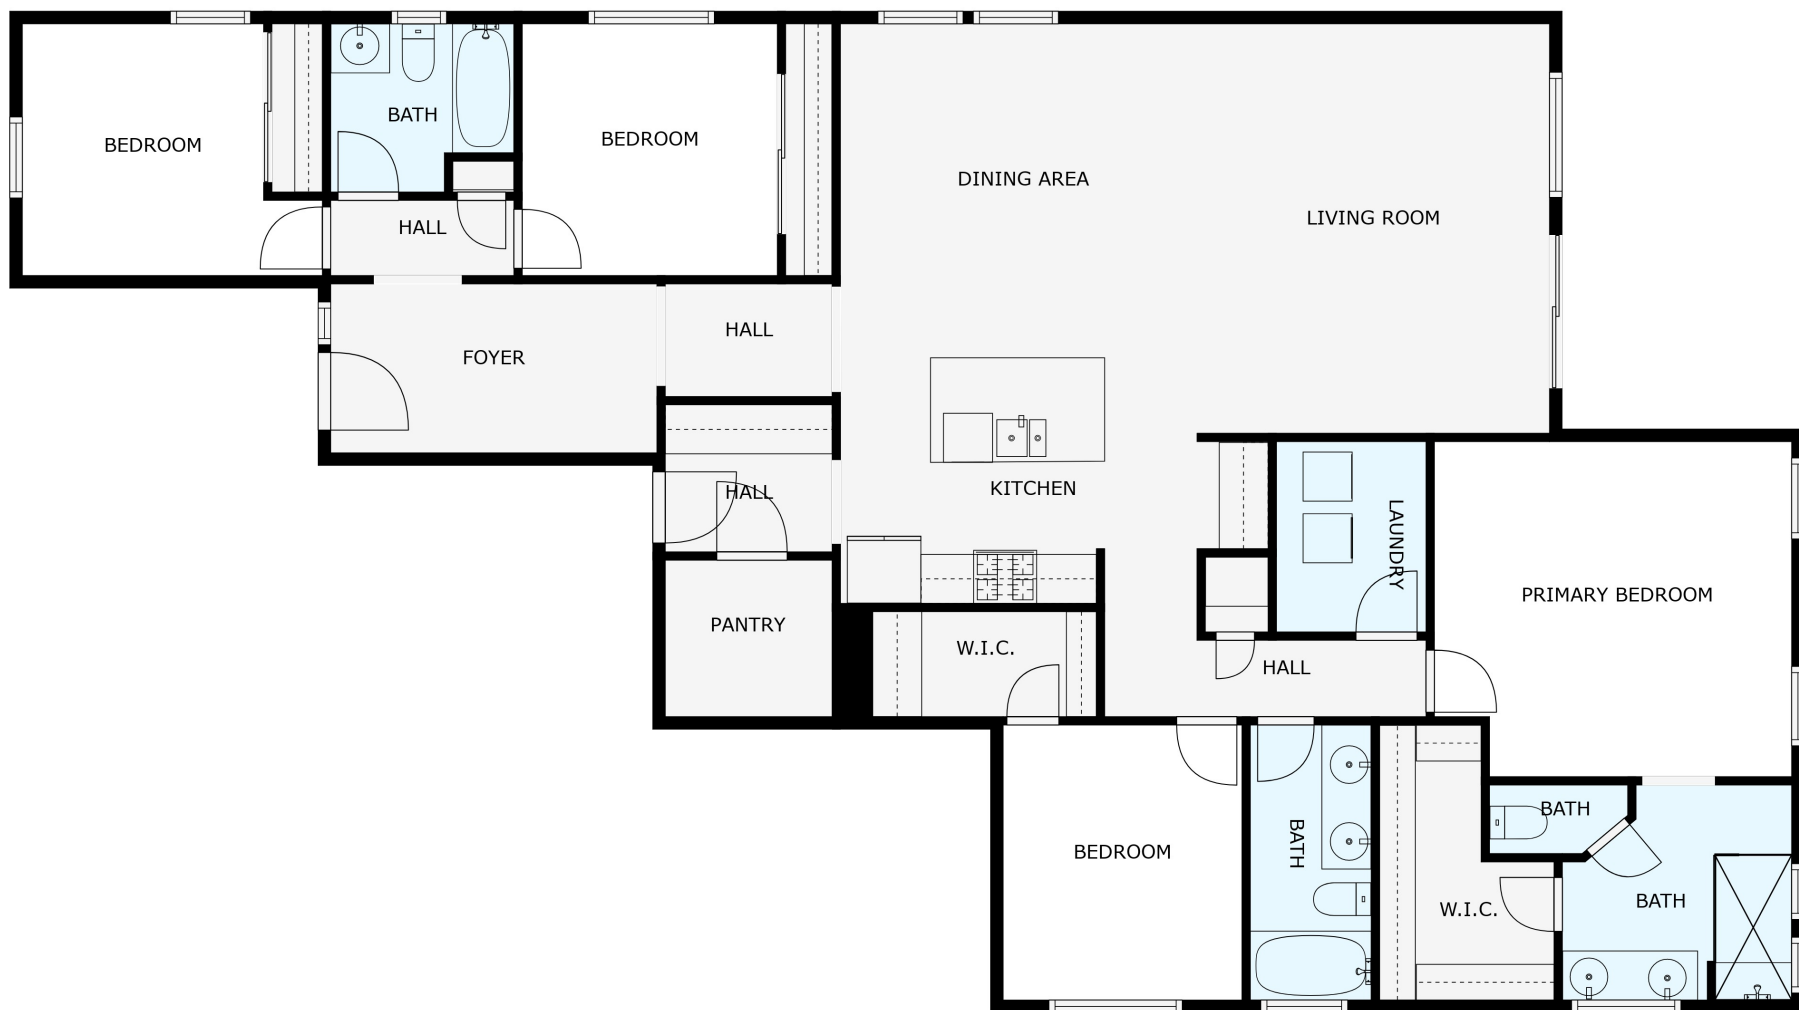 BATH
BEDROOM
BEDROOM
DINING AREA
LIVING ROOM
HALL
HALL
FOYER
HALL
KITCHEN
LAUNDRY
PRIMARY BEDROOM
PANTRY
W.I.C.
HALL
BATH
BEDROOM
BATH
BATH
W.I.C.